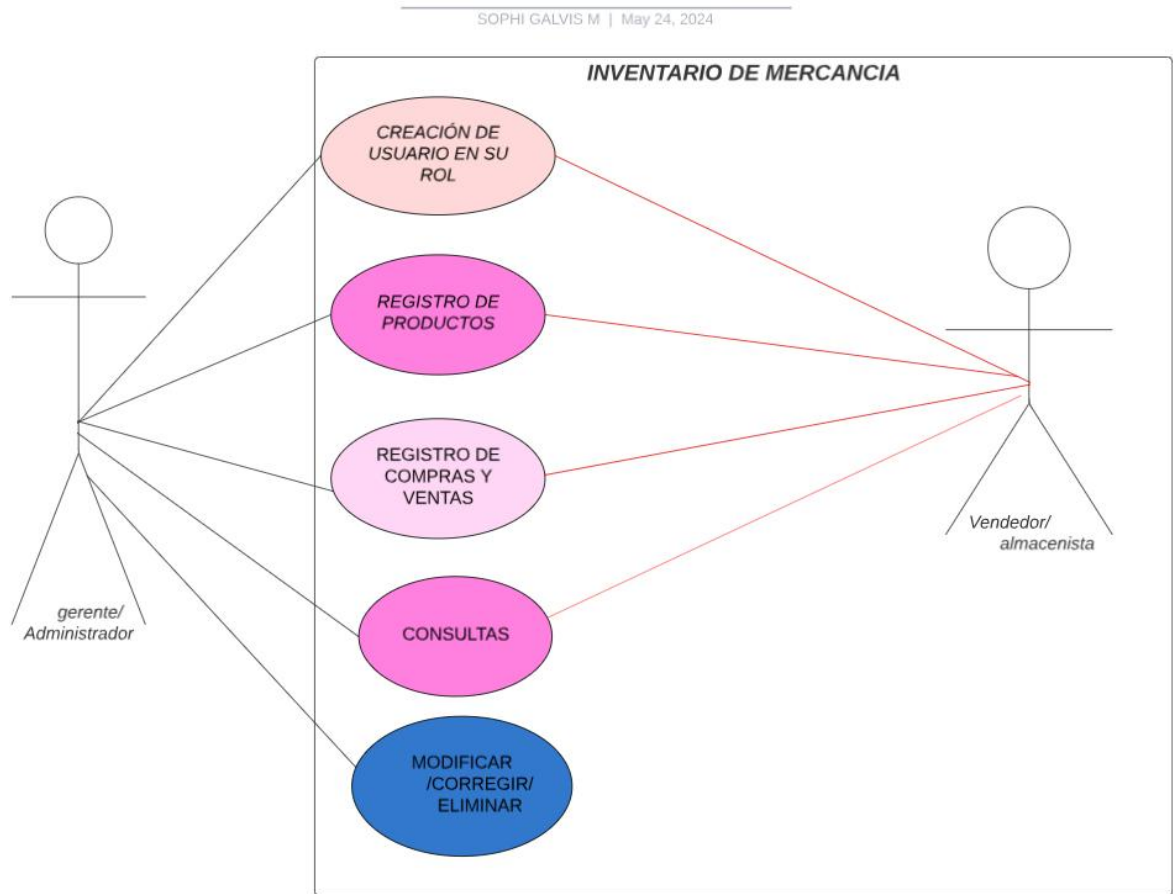 SOPHI GALVIS M | May 24, 2024
INVENTARIO DE MERCANCIA
CREACIÓN DE
USUARIO EN SU
ROL
REGISTRO DE
PRODUCTOS
REGISTRO DE
COMPRAS Y
VENTAS
Vendedor/
almacenista
gerente/
Administrador
CONSULTAS
MODIFICAR
/CORREGIR/
ELIMINAR